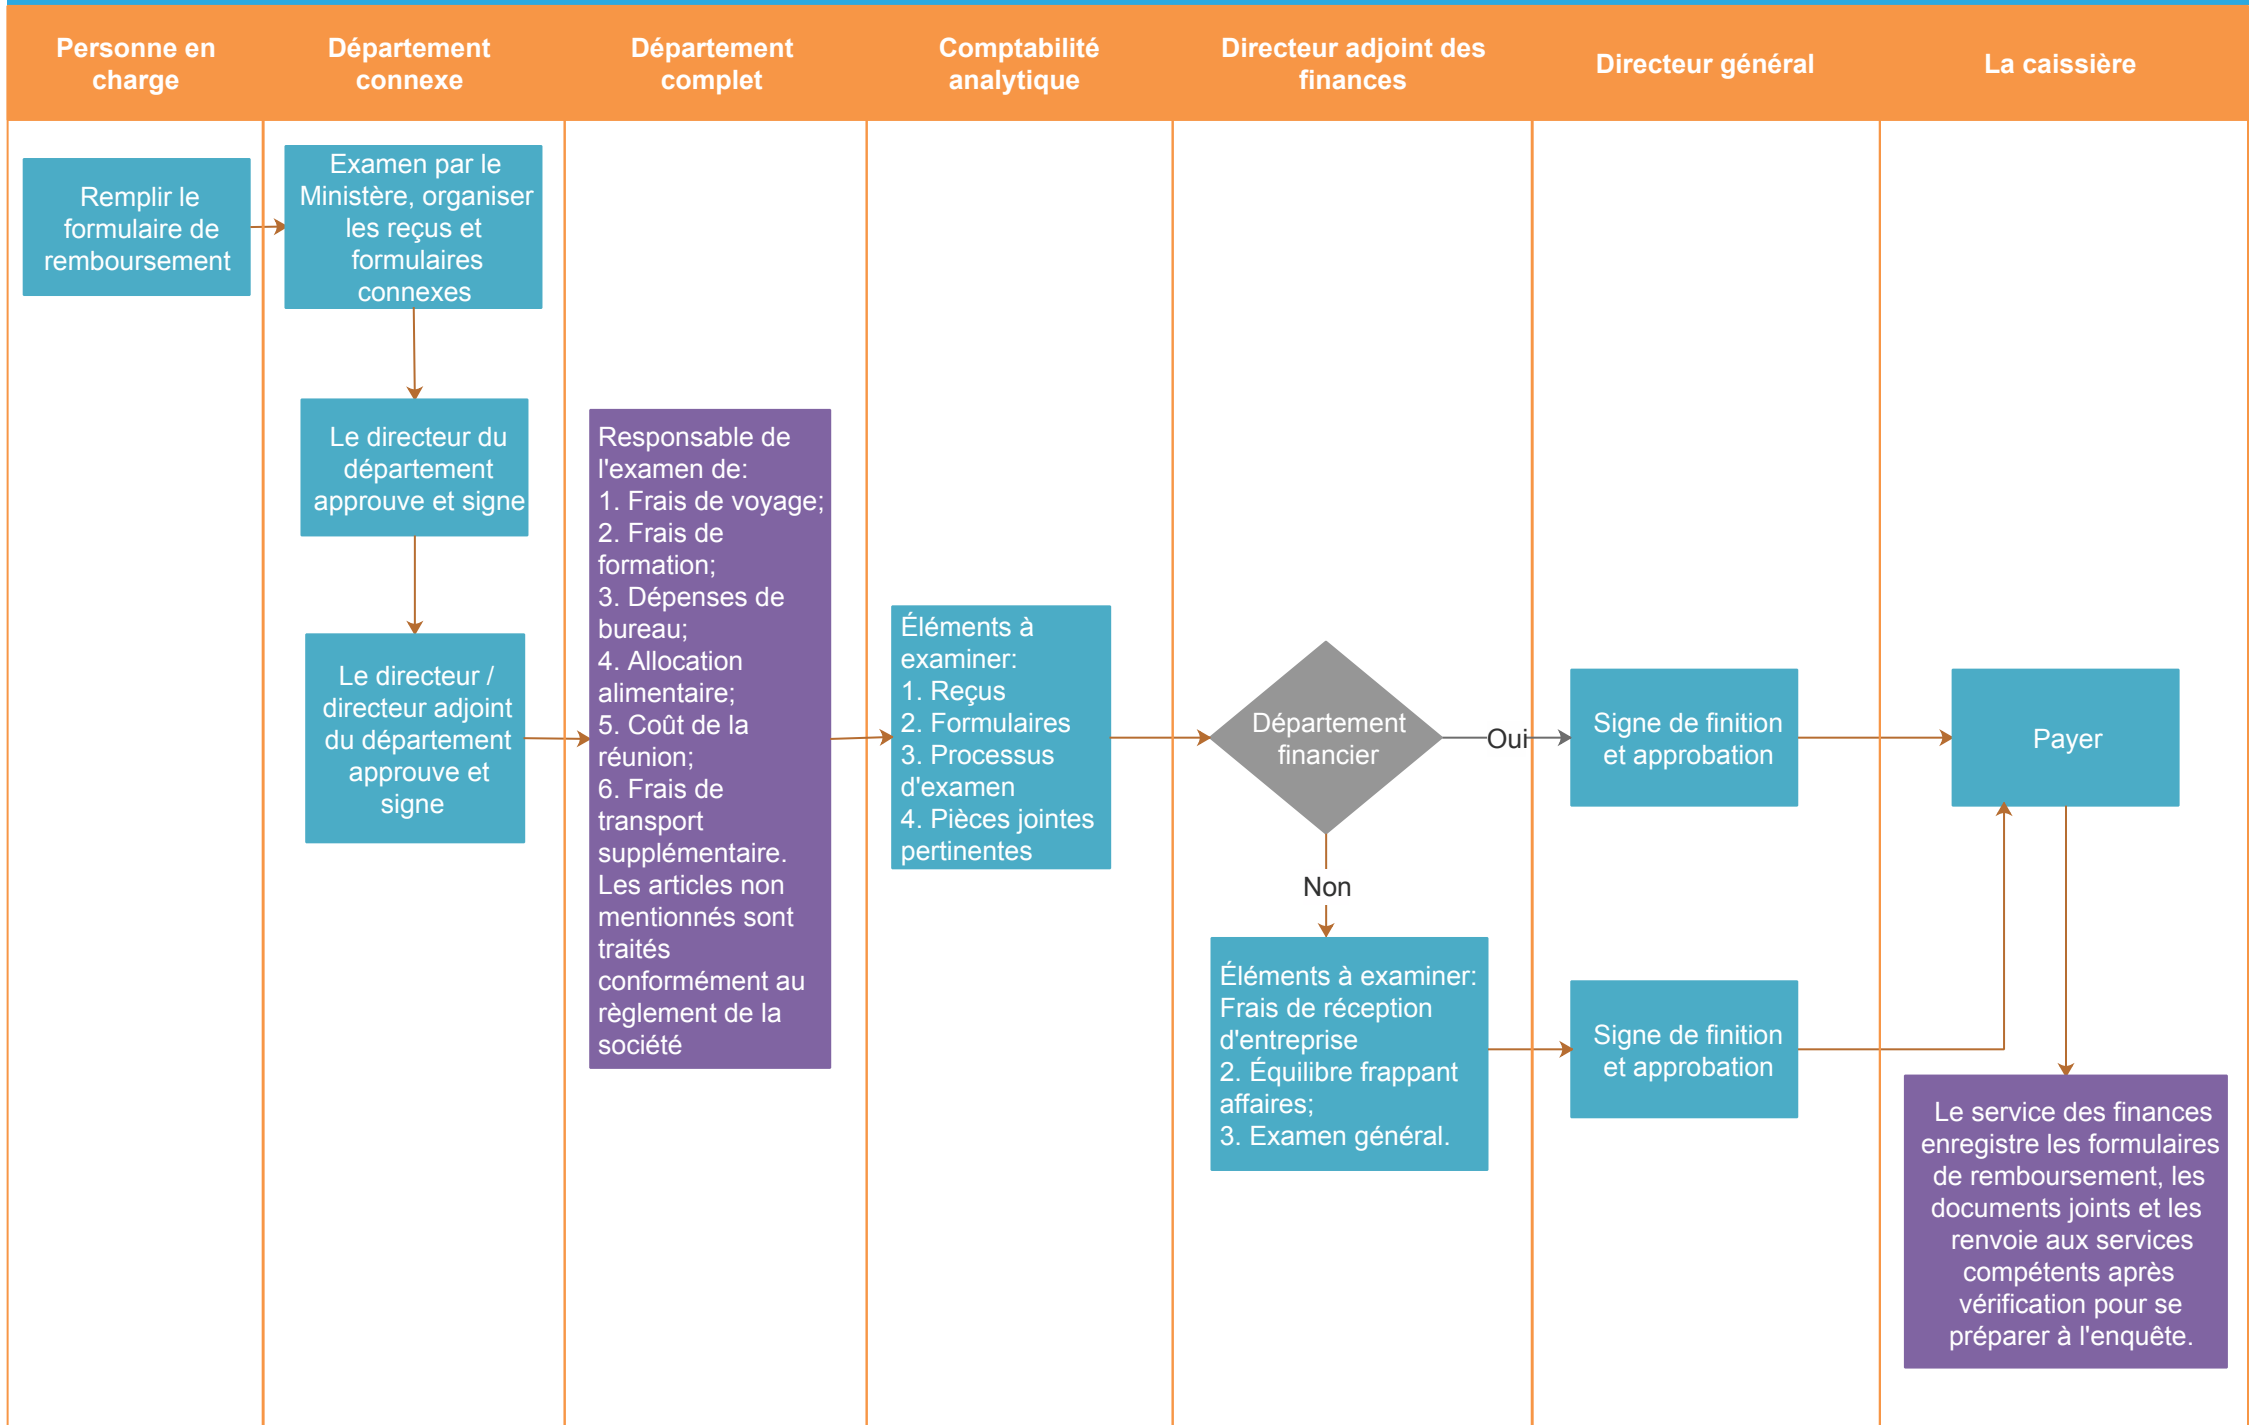 Personne en
charge
Département
connexe
Département
complet
Comptabilité
analytique
Directeur adjoint des
finances
Directeur général
La caissière
Remplir le
formulaire de
remboursement
Examen par le
Ministère, organiser
les reçus et
formulaires
connexes
Le directeur du
département
approuve et signe
Le directeur /
directeur adjoint
du département
approuve et
signe
Responsable de
l'examen de:
1. Frais de voyage;
2. Frais de
formation;
3. Dépenses de
bureau;
4. Allocation
alimentaire;
5. Coût de la
réunion;
6. Frais de
transport
supplémentaire.
Les articles non
mentionnés sont
traités
conformément au
règlement de la
société
Éléments à
examiner:
1. Reçus
2. Formulaires
3. Processus
d'examen
4. Pièces jointes
pertinentes
Département
financier
Oui
Non
Éléments à examiner:
Frais de réception
d'entreprise
2. Équilibre frappant
affaires;
3. Examen général.
Signe de finition
et approbation
Signe de finition
et approbation
Payer
Le service des finances
enregistre les formulaires
de remboursement, les
documents joints et les
renvoie aux services
compétents après
vérification pour se
préparer à l'enquête.